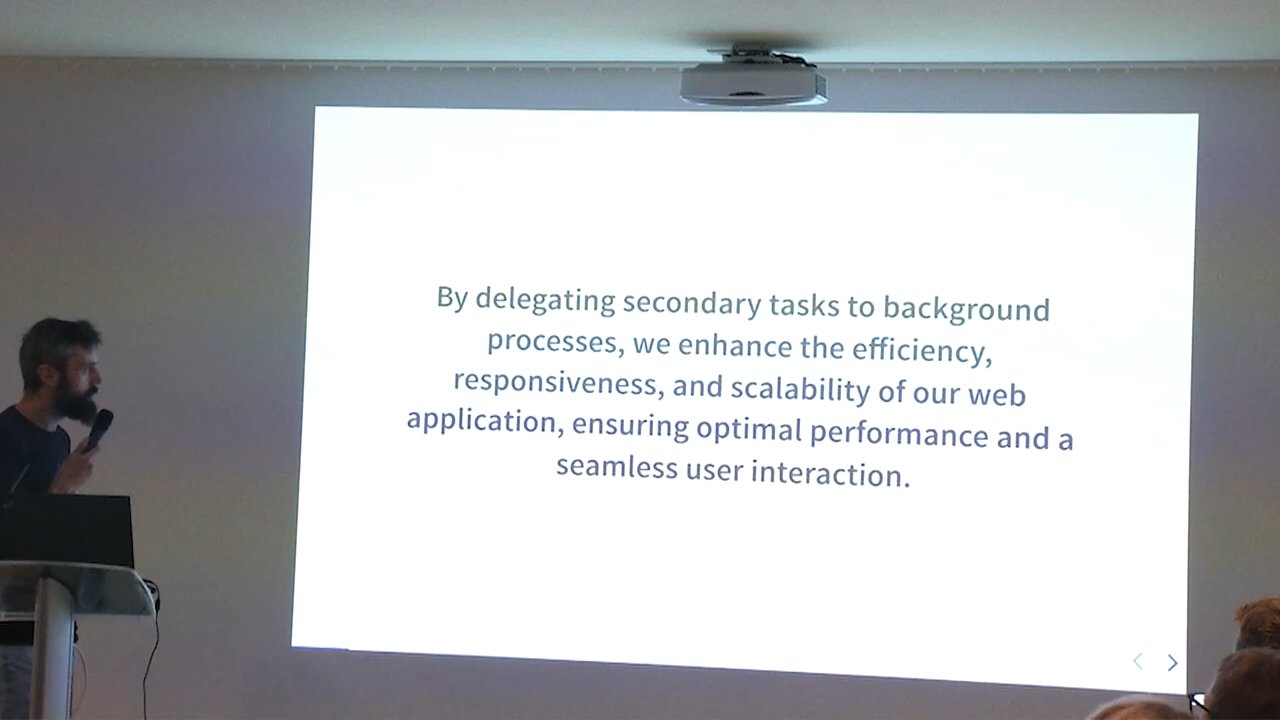 By delegating secondary tasks to background
processes, we enhance the efficiency,
responsiveness, and scalability of our web
application, ensuring optimal performance and a
seamless user interaction.